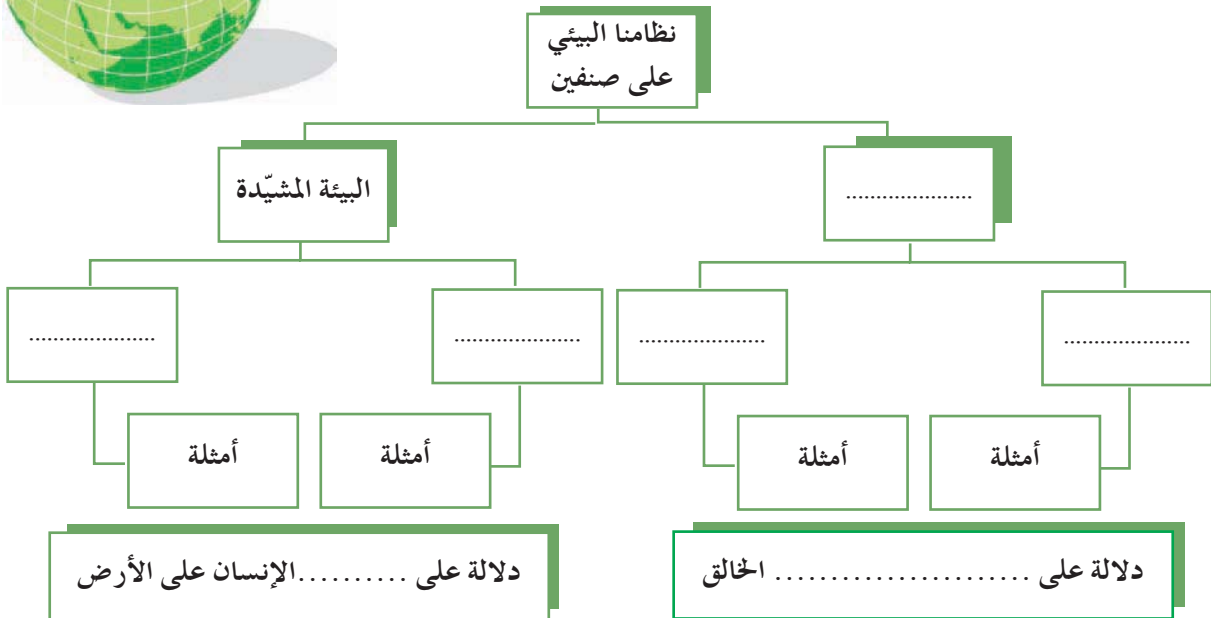 نظامنا البيئي
على صنفين
.....................
البيئة المشيّدة
.....................
.....................
.....................
.....................
أمثلة
أمثلة
أمثلة
أمثلة
دلالة على ....................... الخالق
دلالة على ..........الإنسان على الأرض